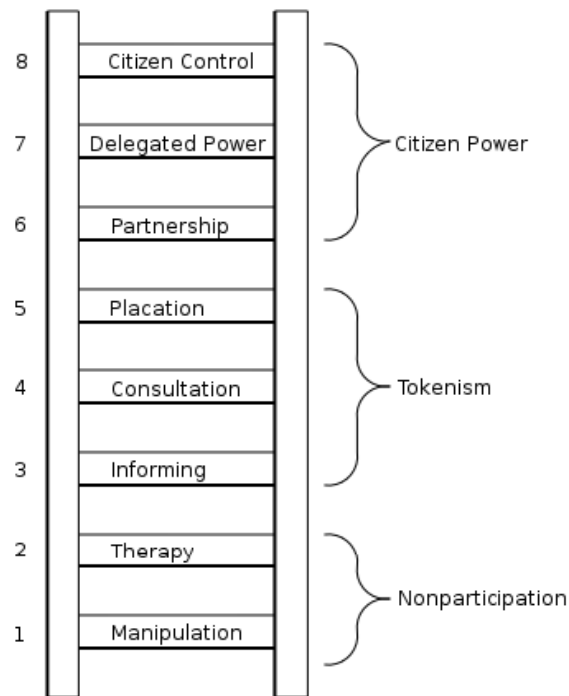 8 Citizen Control
7 Delegated Power Citizen Power
6 Partnership
5 Placation
4 Consultation Tokenism
3 Informing
2 Therapy
Nonparticipation
1 Manipulation